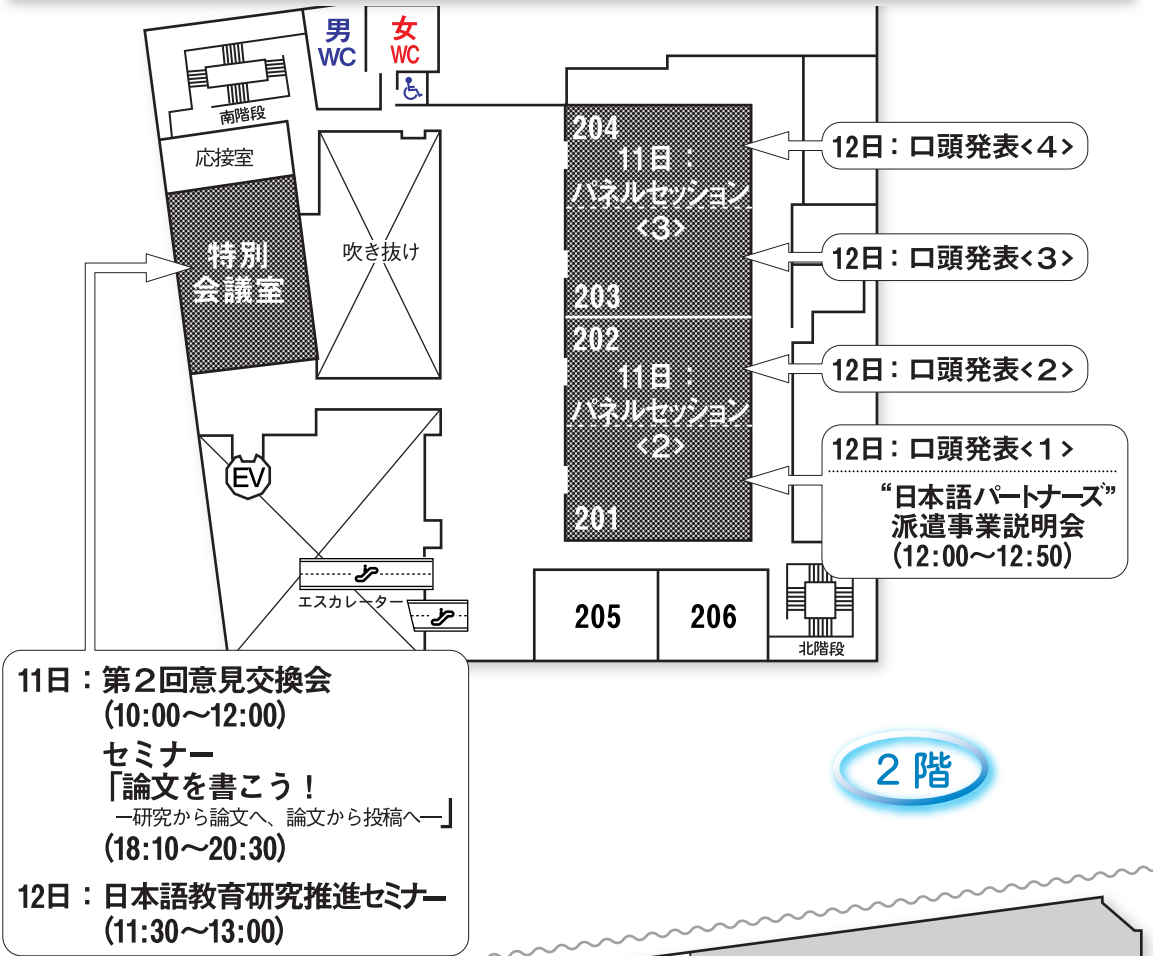 男
WC
女
WC
南階段
応接室
特別
会議室
吹き抜け
204
11日：
パネルセッション
<3>
203
202
11日：
パネルセッション
<2>
201
12日：口頭発表<4>
12日：口頭発表<3>
12日：口頭発表<2>
12日：口頭発表<1>
“日本語パートナーズ”
派遣事業説明会
(12:00～12:50)
EV
エスカレーター
205
206
北階段
11日：第2回意見交換会
(10:00～12:00)
セミナー
「論文を書こう！
―研究から論文へ、論文から投稿へ―」
(18:10～20:30)
12日：日本語教育研究推進セミナー
(11:30～13:00)
2階